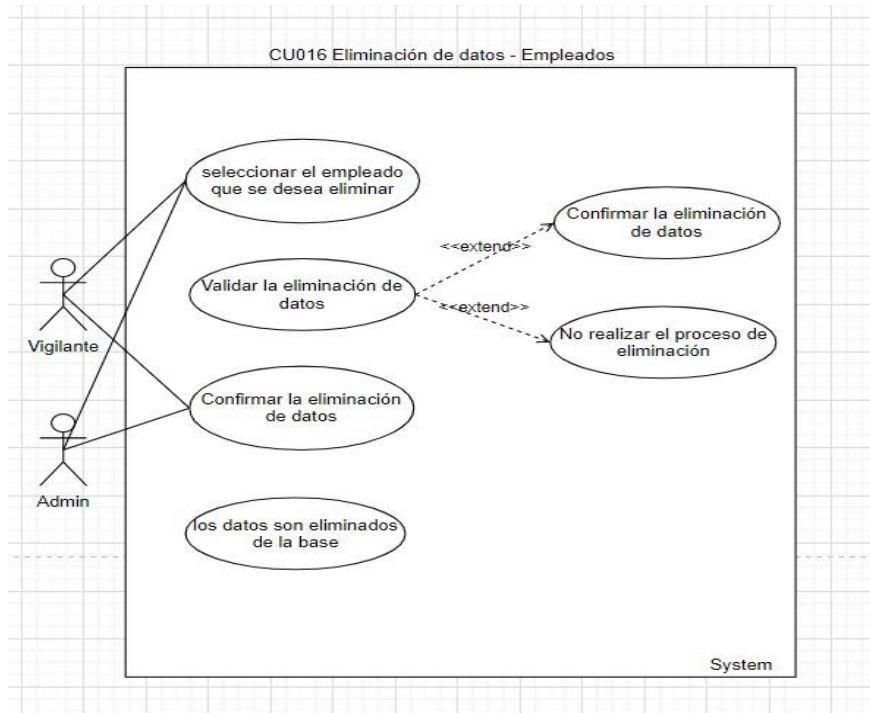 CU016 Eliminación de datos - Empleados
seleccionar el empleado
que se desea eliminar
Confirmar la eliminación
de datos
<<extend>>
Validar la eliminación de
datos
<<extend>>
No realizar el proceso de
eliminación
Vigilante
Confirmar la eliminación
de datos
Admin
los datos son eliminados
de la base
System